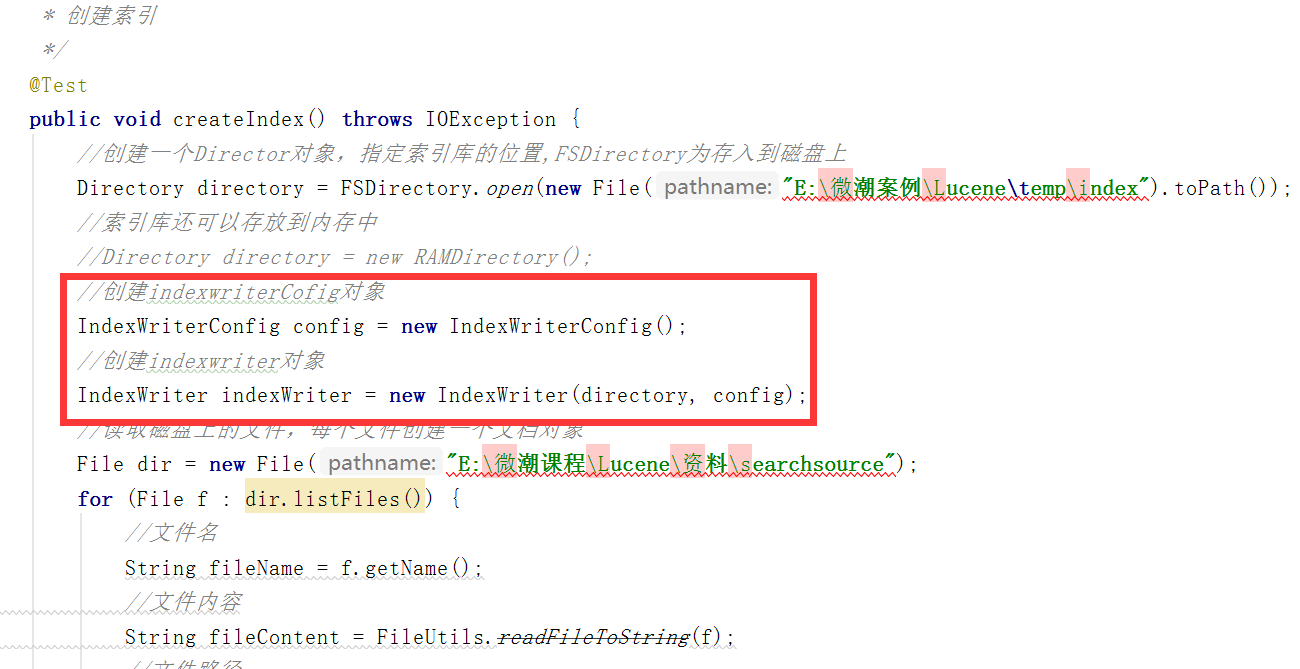 * 创建索引
*/
@Test
public void createIndex() throws IOException {
//创建一个Director对象，指定索引库的位置,FSDirectory为存入到磁盘上
Directory directory = FSDirectory.open(new File( pathname: "E:\微潮案例\Lucene\temp\index").toPath());
//索引库还可以存放到内存中
//Directory directory = new RAMDirectory();
//创建indexwriterCofig对象
IndexWriterConfig config = new IndexWriterConfig();
//创建indexwriter对象
IndexWriter indexWriter = new IndexWriter(directory, config);
//读取磁盘上的文件，每个文件创建一个文档对象
File dir = new File( pathname: "E:\微潮课程\Lucene\资料\searchsource");
for (File f : dir.listFiles()) {
//文件名
String fileName = f.getName();
//文件内容
String fileContent = FileUtils.readFileToString(f);
//文件路径